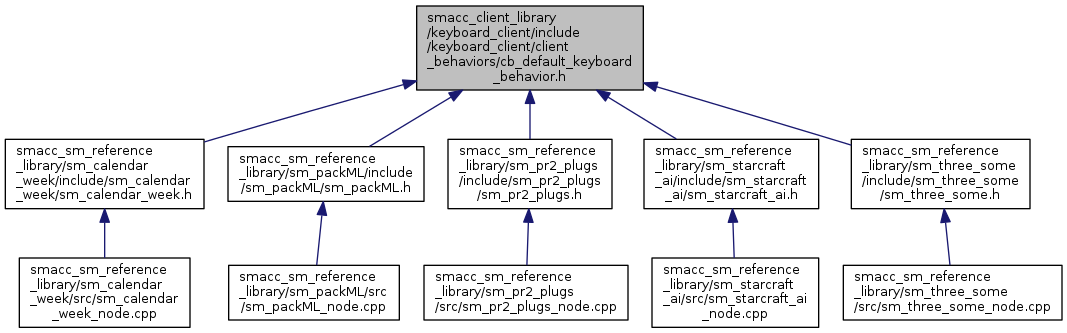 smacc_client_library
/keyboard_client/include
/keyboard_client/client
_behaviors/cb_default_keyboard
_behavior.h
smacc_sm_reference
_library/sm_calendar
_week/include/sm_calendar
_week/sm_calendar_week.h
smacc_sm_reference
_library/sm_packML/include
/sm_packML/sm_packML.h
smacc_sm_reference
_library/sm_pr2_plugs
/include/sm_pr2_plugs
/sm_pr2_plugs.h
smacc_sm_reference
_library/sm_starcraft
_ai/include/sm_starcraft
_ai/sm_starcraft_ai.h
smacc_sm_reference
_library/sm_three_some
/include/sm_three_some
/sm_three_some.h
smacc_sm_reference
_library/sm_calendar
_week/src/sm_calendar
_week_node.cpp
smacc_sm_reference
_library/sm_packML/src
/sm_packML_node.cpp
smacc_sm_reference
_library/sm_pr2_plugs
/src/sm_pr2_plugs_node.cpp
smacc_sm_reference
_library/sm_starcraft
_ai/src/sm_starcraft_ai
_node.cpp
smacc_sm_reference
_library/sm_three_some
/src/sm_three_some_node.cpp